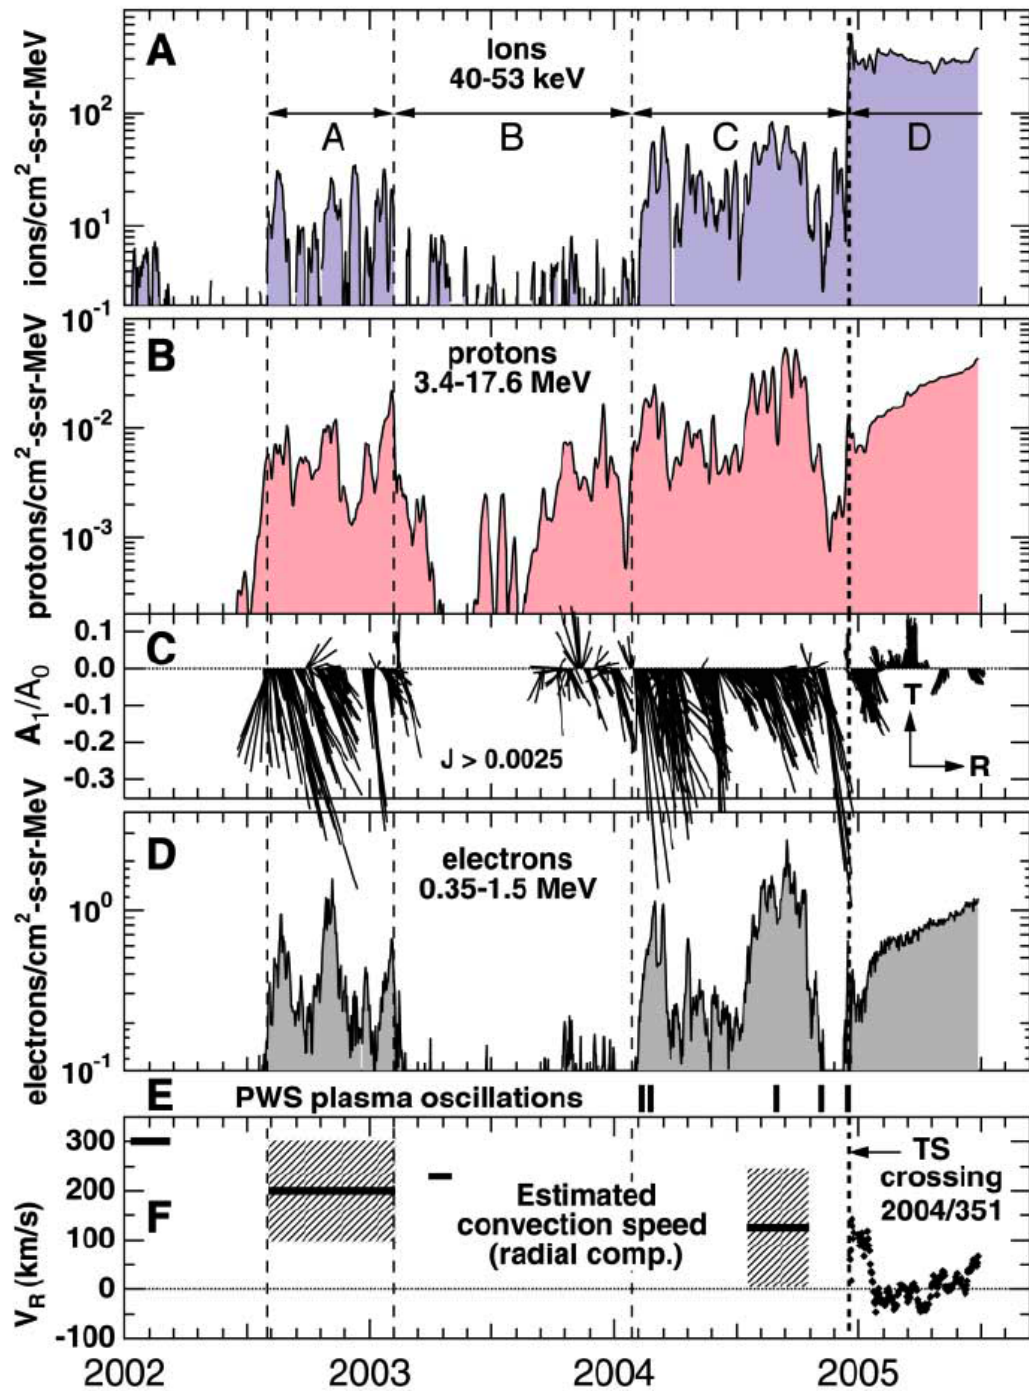 A
Ions
40-53 keV
A
B
C
D
10²
10¹
ions/cm²-s-sr-MeV
B
protons
3.4-17.6 MeV
10⁻¹
10⁻²
10⁻³
protons/cm²-s-sr-MeV
C
0.1
0.0
-0.1
-0.2
-0.3
A₁/A₀
J > 0.0025
T
R
D
electrons
0.35-1.5 MeV
10⁰
10⁻¹
electrons/cm²-s-sr-MeV
E
PWS plasma oscillations
F
300
200
100
0
-100
V_R (km/s)
Estimated
convection speed
(radial comp.)
TS
crossing
2004/351
2002
2003
2004
2005